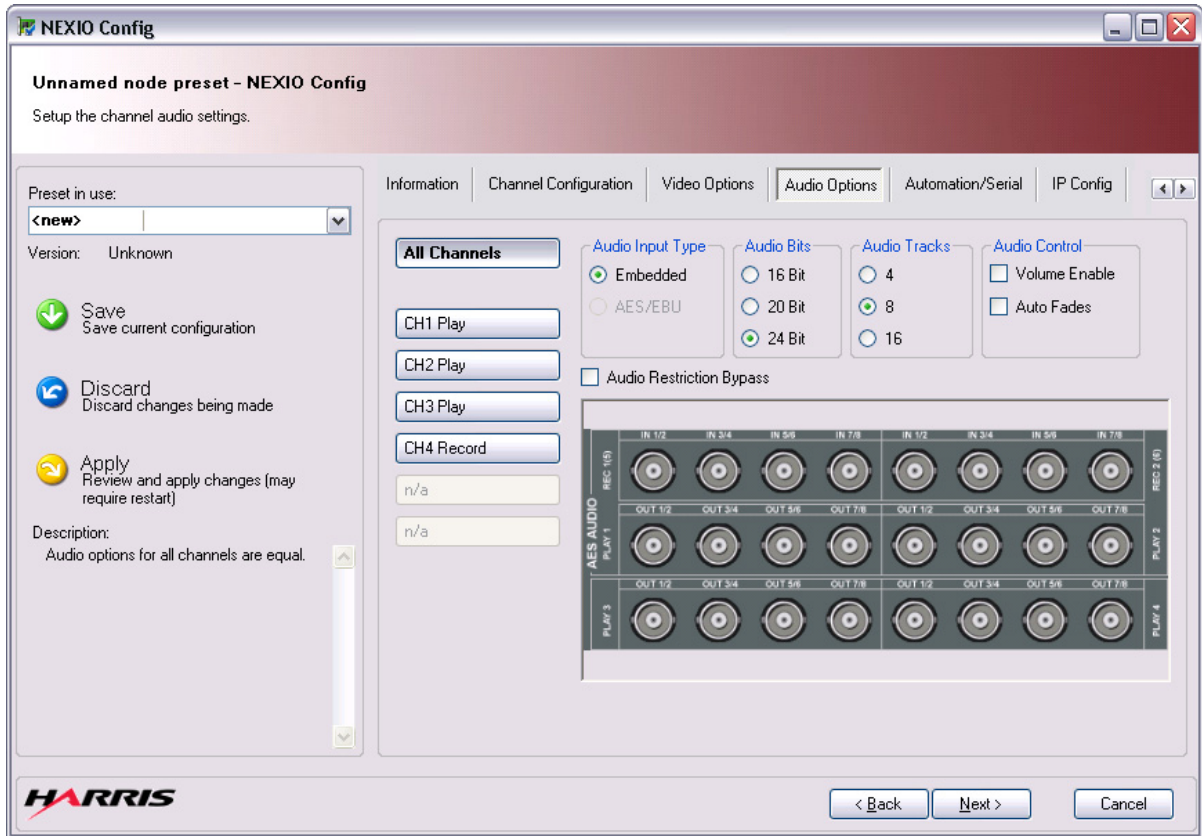 NEXIO Config
Unnamed node preset - NEXIO Config
Setup the channel audio settings.
Preset in use:
<new>
Version: Unknown
Save
Save current configuration
Discard
Discard changes being made
Apply
Review and apply changes (may
require restart)
Description:
Audio options for all channels are equal.
Information
Channel Configuration
Video Options
Audio Options
Automation/Serial
IP Config
All Channels
CH1 Play
CH2 Play
CH3 Play
CH4 Record
n/a
n/a
Audio Input Type
Embedded
AES/EBU
Audio Bits
16 Bit
20 Bit
24 Bit
Audio Tracks
4
8
16
Audio Control
Volume Enable
Auto Fades
Audio Restriction Bypass
AES AUDIO
REC 1(5)
IN 1/2 IN 3/4 IN 5/6 IN 7/8 IN 1/2 IN 3/4 IN 5/6 IN 7/8
REC 2 (6)
PLAY 1
OUT 1/2 OUT 3/4 OUT 5/6 OUT 7/8 OUT 1/2 OUT 3/4 OUT 5/6 OUT 7/8
PLAY 2
PLAY 3
OUT 1/2 OUT 3/4 OUT 5/6 OUT 7/8 OUT 1/2 OUT 3/4 OUT 5/6 OUT 7/8
PLAY 4
HARRIS
< Back
Next >
Cancel